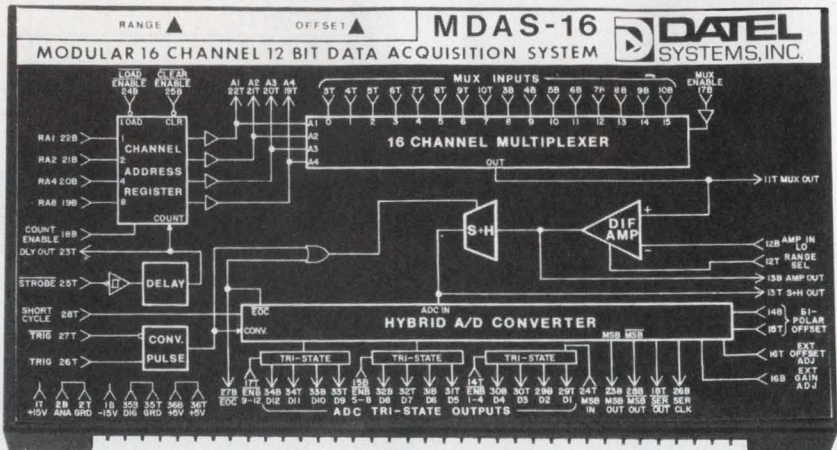 RANGE ▲ OFFSET ▲ MDAS-16 DATEL
MODULAR 16 CHANNEL 12 BIT DATA ACQUISITION SYSTEM SYSTEMS, INC.
LOAD ENABLE 24B
CLEAR ENABLE 25B
A1 22T
A2 21T
A3 20T
A4 19T
MUX INPUTS
3T 4T 5T 6T 7T 8T 9T 10T 3B 4B 5B 6B 7B 8B 9B 10B
MUX ENABLE 17B
0 1 2 3 4 5 6 7 8 9 10 11 12 13 14 15
LOAD CLR
CHANNEL
ADDRESS
REGISTER
COUNT
1
2
4
8
RA1 22B
RA2 21B
RA4 20B
RA8 19B
A1
A2
A3
A4
16 CHANNEL MULTIPLEXER
OUT
11T MUX OUT
COUNT ENABLE 18B
DLY OUT 23T
STROBE 25T
DELAY
S+H
DIF AMP
+
−
12B AMP IN LO
12T RANGE SEL
13B AMP OUT
13T S+H OUT
SHORT CYCLE 28T
TRIG 27T
TRIG 26T
CONV. PULSE
EOC
CONV.
ADC IN
HYBRID A/D CONVERTER
MSB MSB
14B
15T
BI-POLAR OFFSET
16T EXT OFFSET ADJ
16B EXT GAIN ADJ
TRI-STATE TRI-STATE TRI-STATE
27B EOC
17T ENB 9-12
34B D12
34T D11
33B D10
33T D9
15B ENB 5-8
32B D8
32T D7
31B D6
31T D5
14T ENB 1-4
30B D4
30T D3
29B D2
29T D1
24T MSB IN
23B MSB OUT
28B MSB OUT
18T SER OUT
26B SER CLK
ADC TRI-STATE OUTPUTS
1T +15V
2B 2T ANA GRD
1B -15V
35B 35T DIG GRD
36B +5V
36T +5V